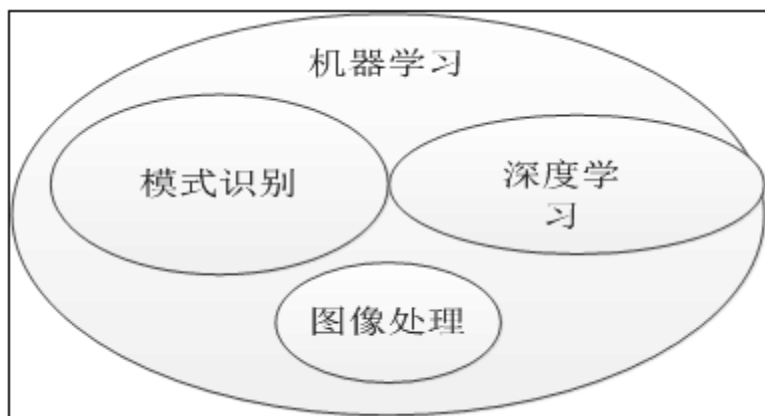 机器学习
模式识别
深度学
习
图像处理